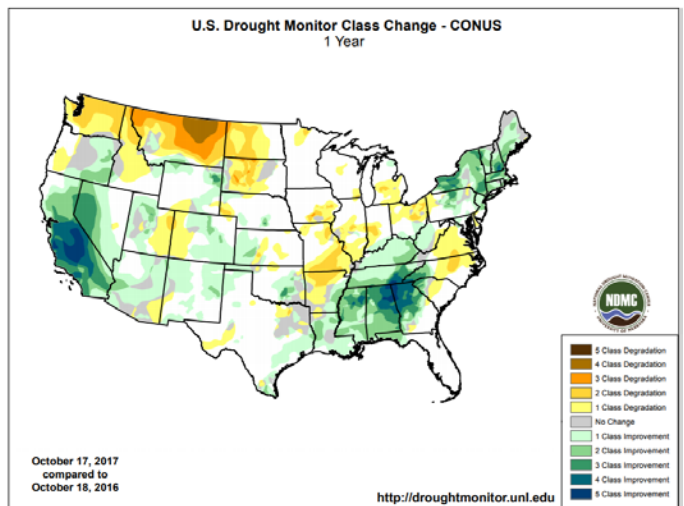 U.S. Drought Monitor Class Change - CONUS
1 Year
NDMC
5 Class Degradation
4 Class Degradation
3 Class Degradation
2 Class Degradation
1 Class Degradation
No Change
1 Class Improvement
2 Class Improvement
3 Class Improvement
4 Class Improvement
5 Class Improvement
October 17, 2017
compared to
October 18, 2016
http://droughtmonitor.unl.edu